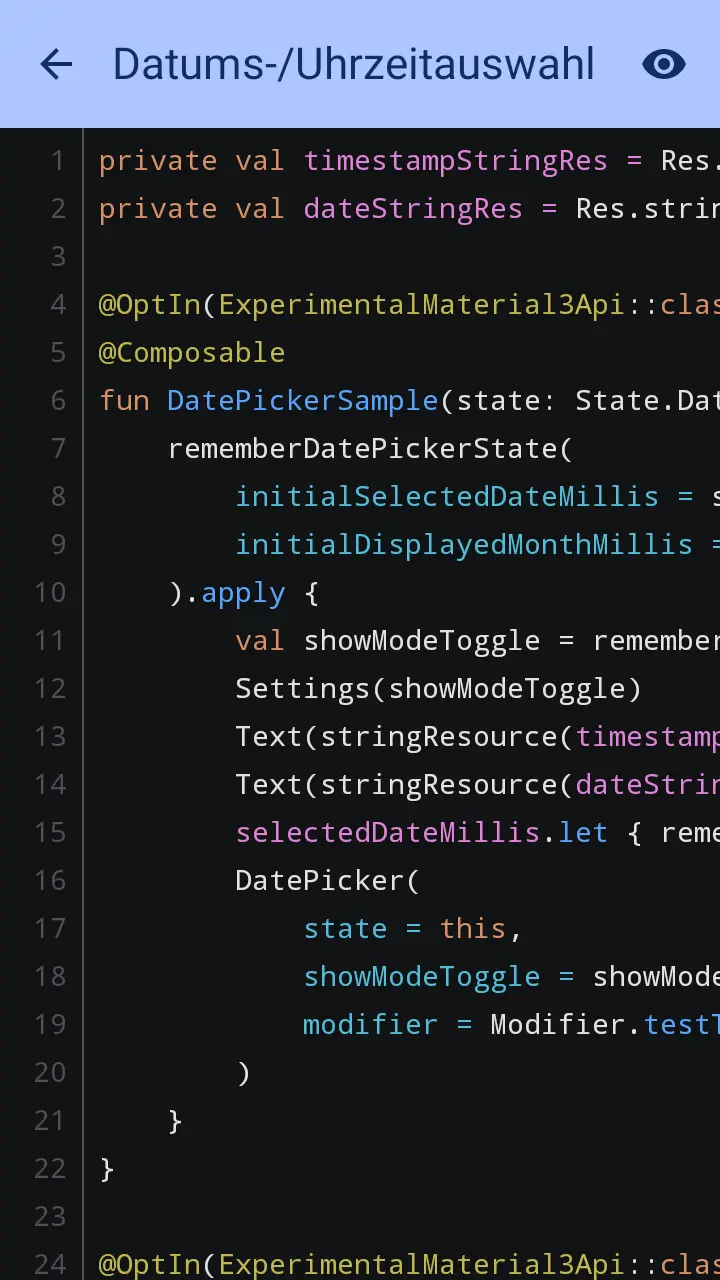 Datums-/Uhrzeitauswahl
1 private val timestampStringRes = Res.
2 private val dateStringRes = Res.strin
3
4 @OptIn(ExperimentalMaterial3Api::clas
5 @Composable
6 fun DatePickerSample(state: State.Dat
7 rememberDatePickerState(
8 initialSelectedDateMillis = s
9 initialDisplayedMonthMillis =
10 ).apply {
11 val showModeToggle = remember
12 Settings(showModeToggle)
13 Text(stringResource(timestamp
14 Text(stringResource(dateStrin
15 selectedDateMillis.let { reme
16 DatePicker(
17 state = this,
18 showModeToggle = showMode
19 modifier = Modifier.testT
20 )
21 }
22 }
23
24 @OptIn(ExperimentalMaterial3Api::clas